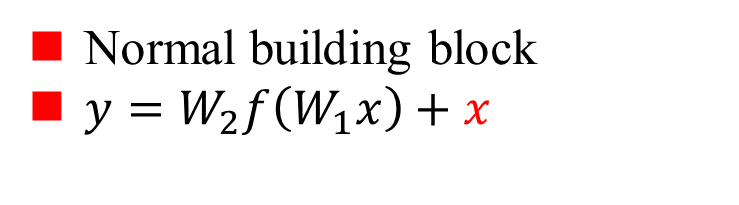 Normal building block
y = W₂f(W₁x) + x